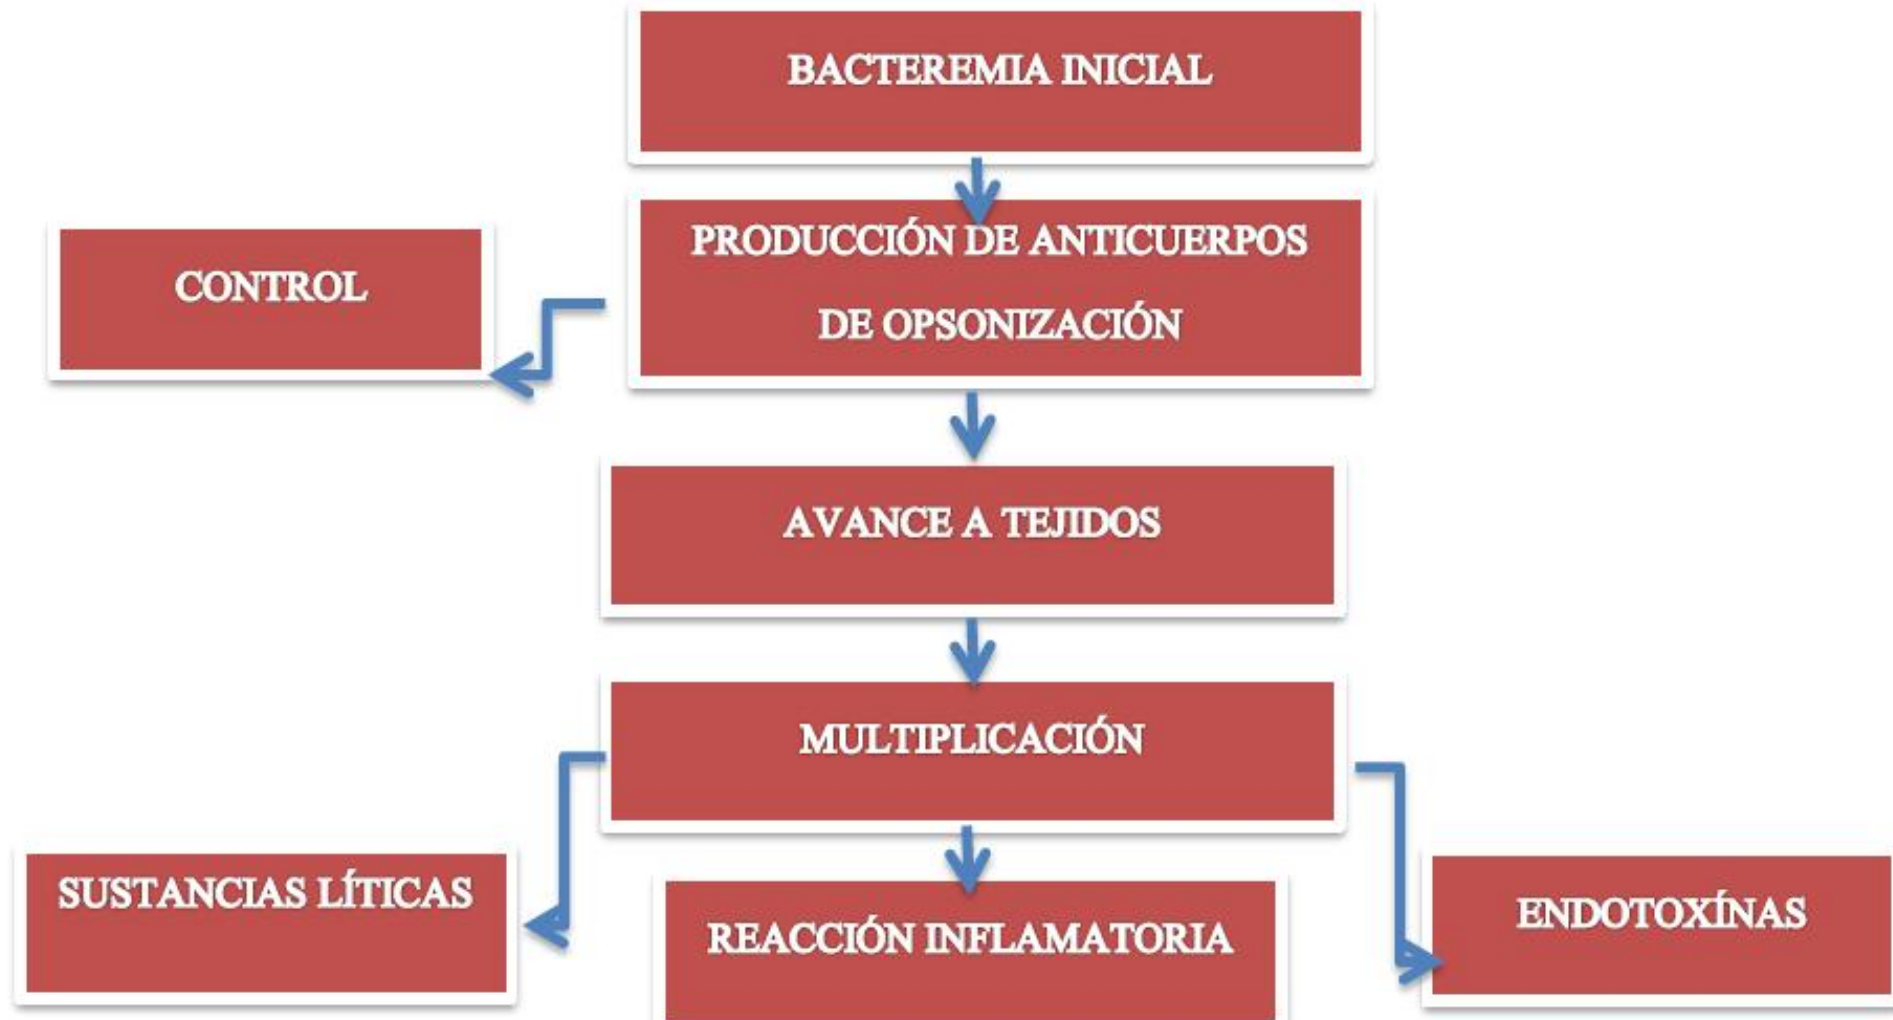 BACTEREMIA INICIAL
PRODUCCIÓN DE ANTICUERPOS
DE OPSONIZACIÓN
CONTROL
AVANCE A TEJIDOS
MULTIPLICACIÓN
SUSTANCIAS LÍTICAS
REACCIÓN INFLAMATORIA
ENDOTOXÍNAS